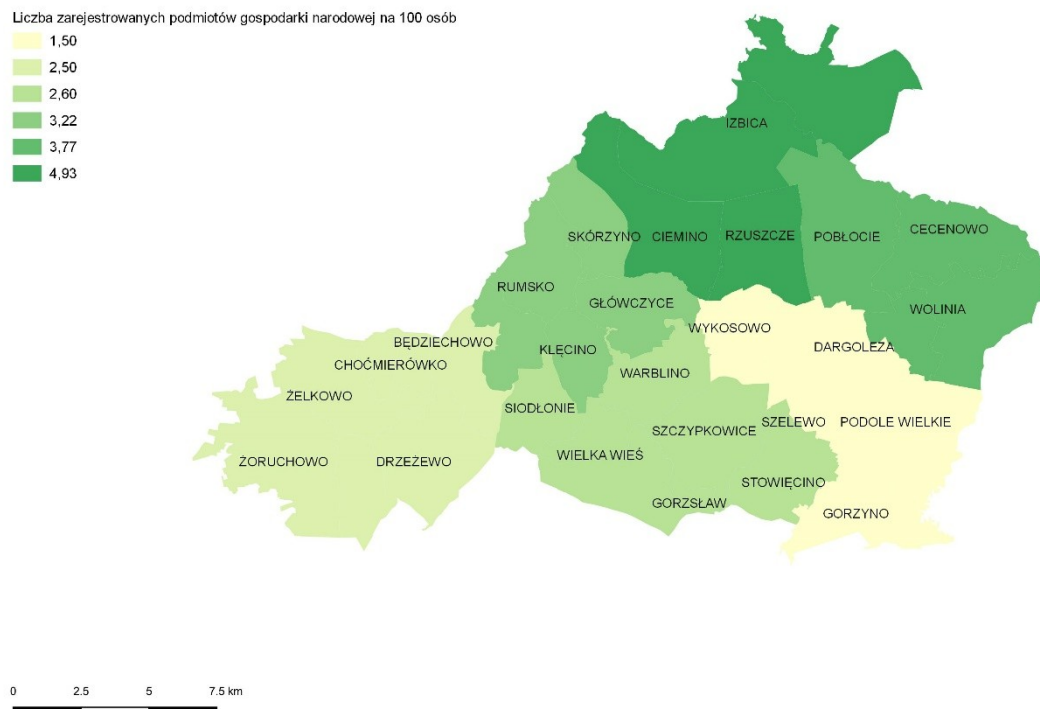 Liczba zarejestrowanych podmiotów gospodarki narodowej na 100 osób
1,50
2,50
2,60
3,22
3,77
4,93
IZBICA
SKÓRZYNO
CIEMINO
RZUSZCZE
POBŁOCIE
CECENOWO
RUMSKO
GŁÓWCZYCE
WOLINIA
WYKOSOWO
BĘDZIECHOWO
KLĘCINO
DARGOLEZA
CHOĆMIERÓWKO
WARBLINO
ŻELKOWO
SIODŁONIE
SZCZYPKOWICE
SZELEWO
PODOLE WIELKIE
ŻORUCHOWO
DRZEŻEWO
WIELKA WIEŚ
STOWIĘCINO
GORZSŁAW
GORZYNO
0 2.5 5 7.5 km